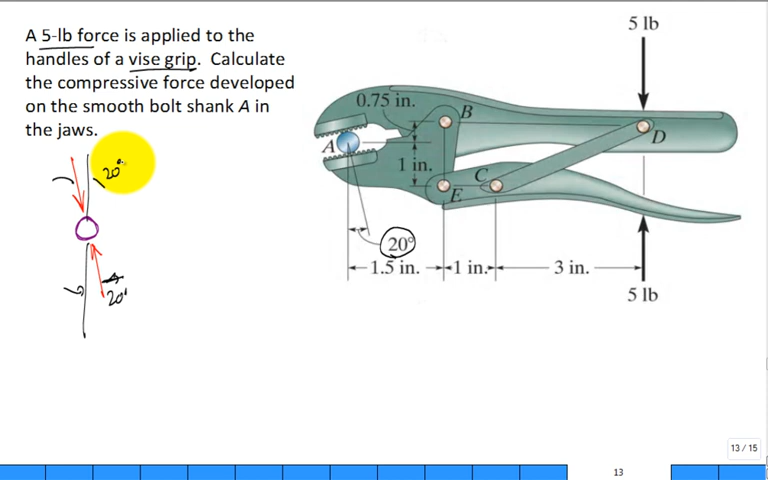 A 5-lb force is applied to the
handles of a vise grip.  Calculate
the compressive force developed
on the smooth bolt shank A in
the jaws.
5 lb
0.75 in.
B
A
D
1 in.
C
E
20°
1.5 in.
1 in.
3 in.
5 lb
20°
20°
13 / 15
13